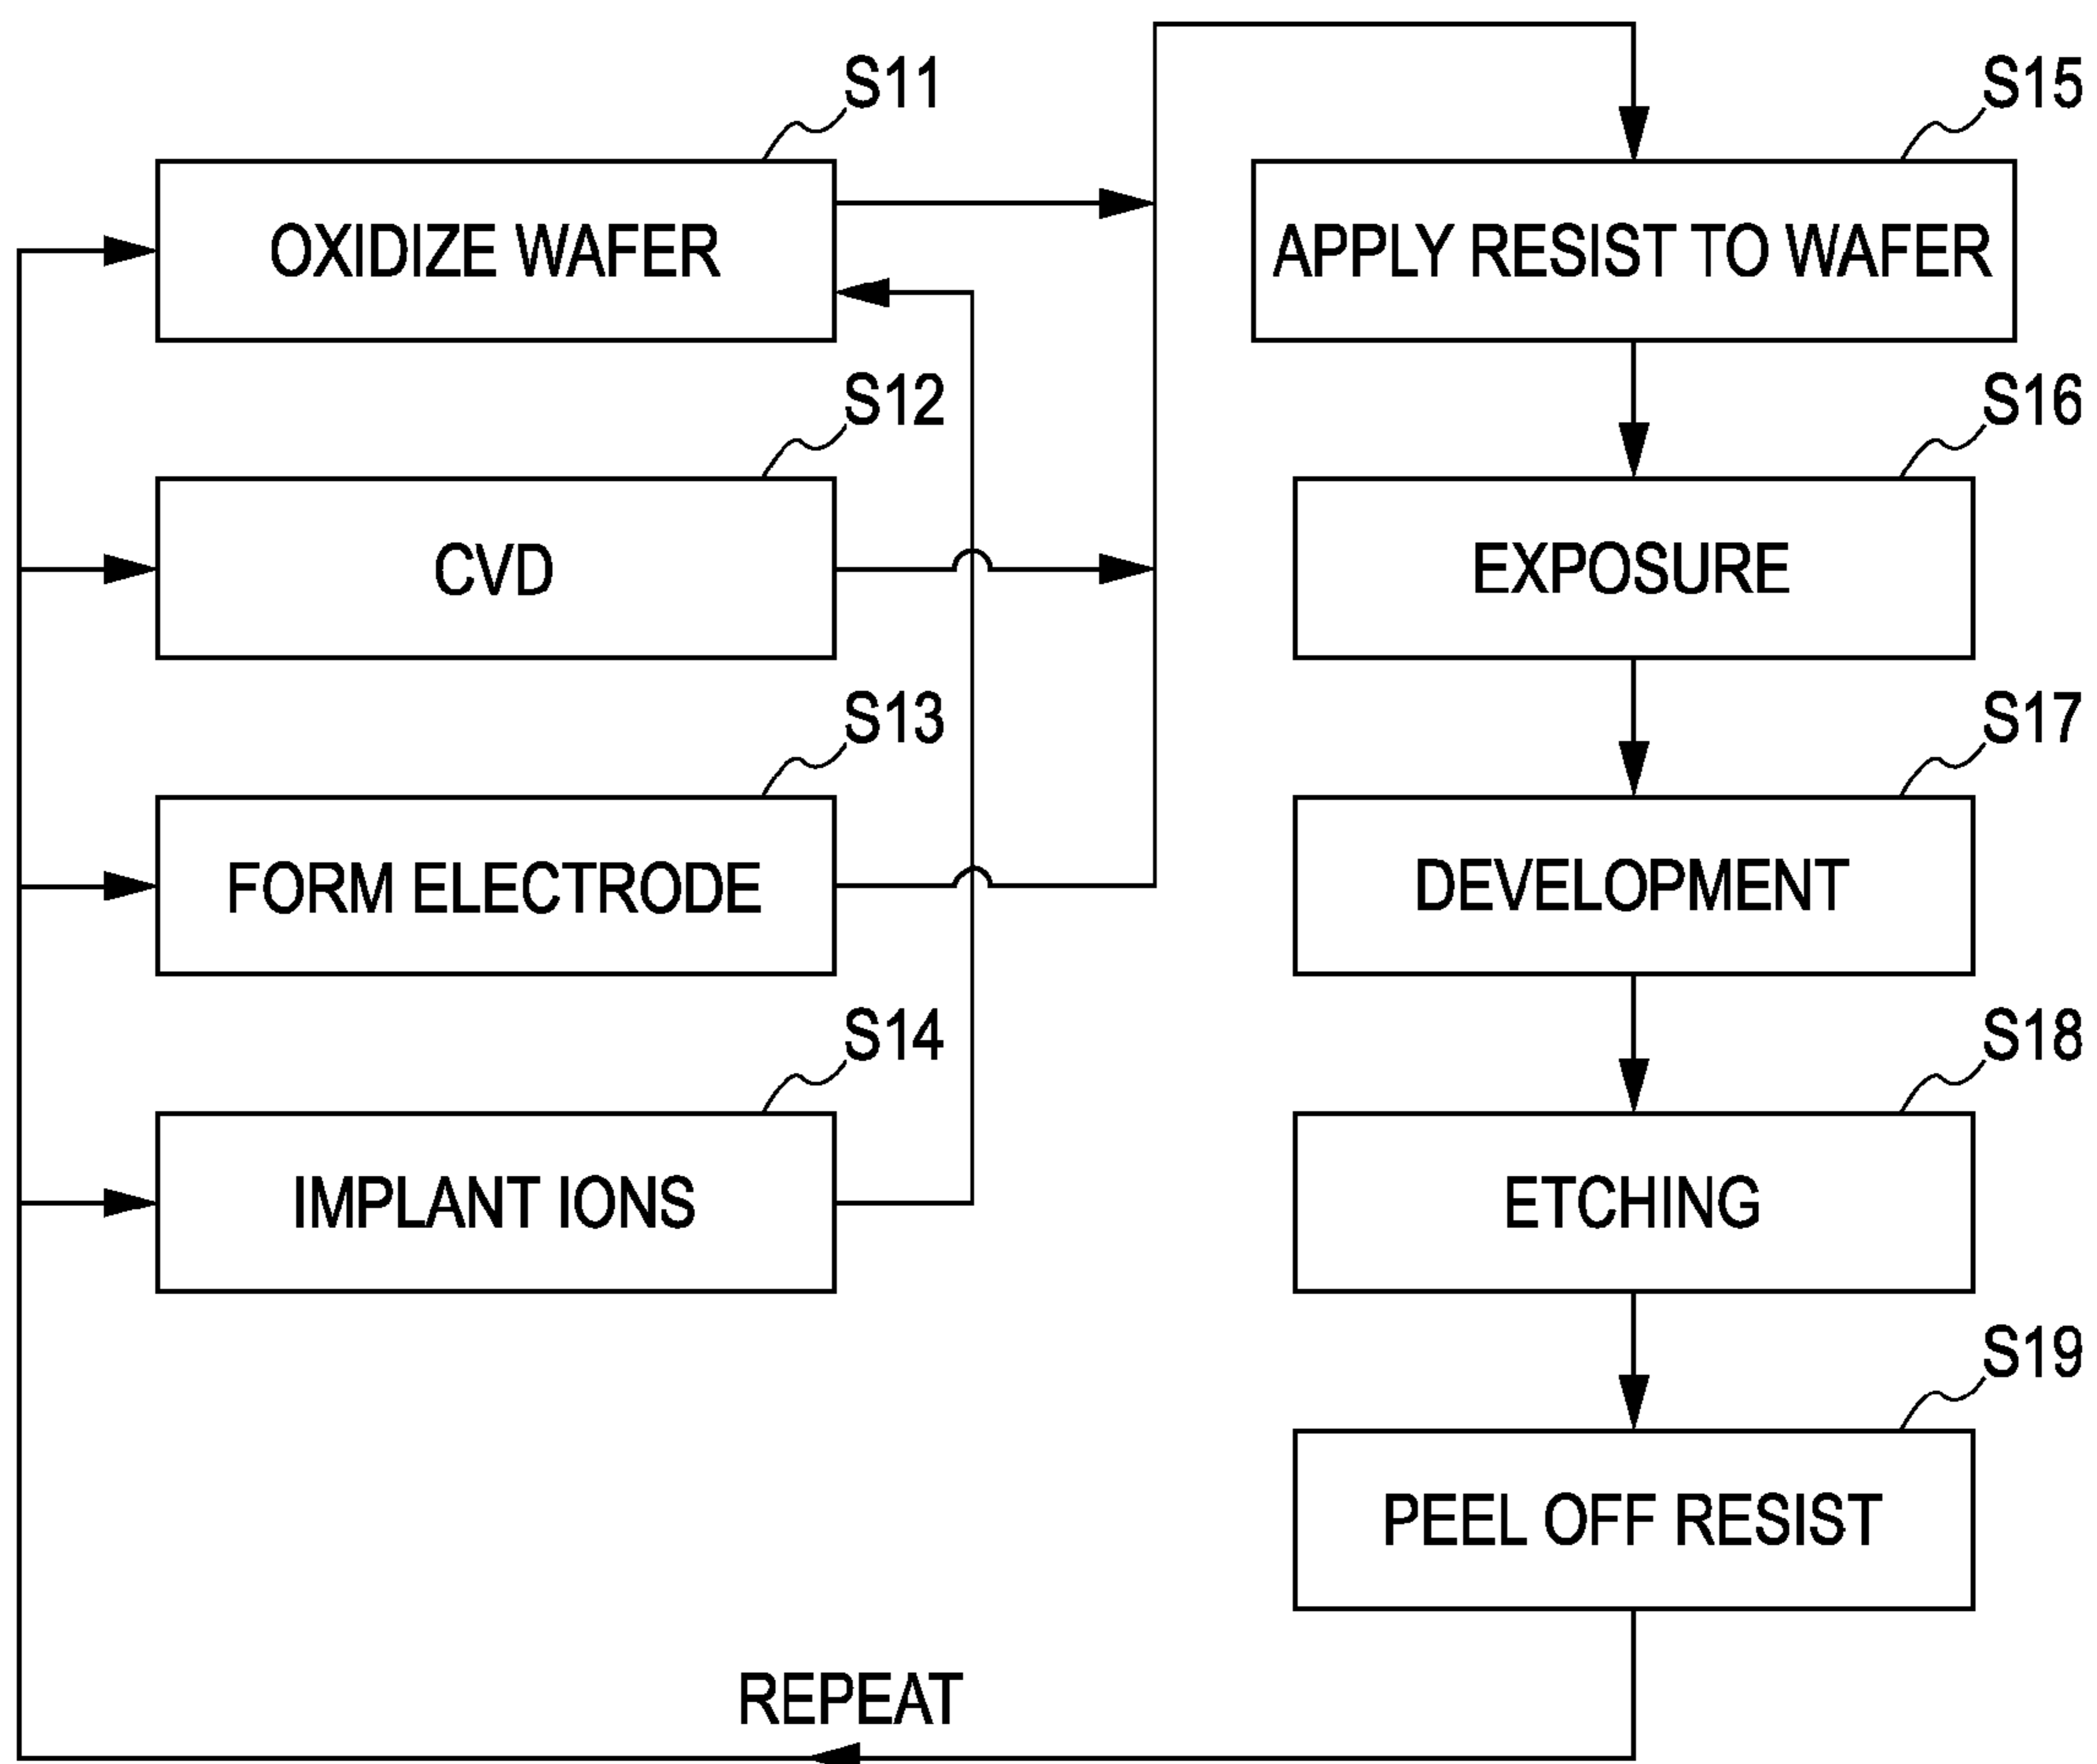 S11
OXIDIZE WAFER
S12
CVD
S13
FORM ELECTRODE
S14
IMPLANT IONS
S15
APPLY RESIST TO WAFER
S16
EXPOSURE
S17
DEVELOPMENT
S18
ETCHING
S19
PEEL OFF RESIST
REPEAT